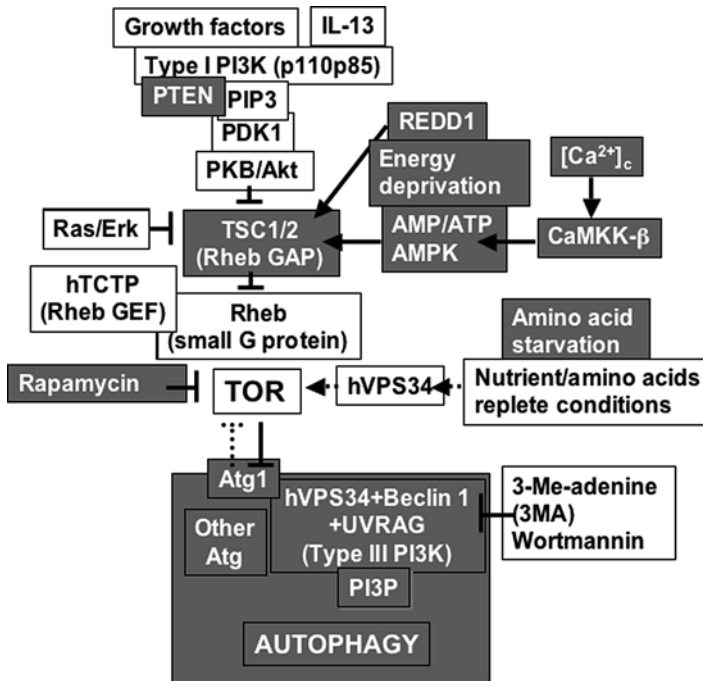 Growth factors
IL-13
Type I PI3K (p110p85)
PTEN
PIP3
PDK1
PKB/Akt
REDD1
Energy
deprivation
[Ca²⁺]c
Ras/Erk
TSC1/2
(Rheb GAP)
AMP/ATP
AMPK
CaMKK-β
hTCTP
(Rheb GEF)
Rheb
(small G protein)
Amino acid
starvation
Rapamycin
TOR
hVPS34
Nutrient/amino acids
replete conditions
Atg1
hVPS34+Beclin 1
+UVRAG
(Type III PI3K)
Other
Atg
3-Me-adenine
(3MA)
Wortmannin
PI3P
AUTOPHAGY